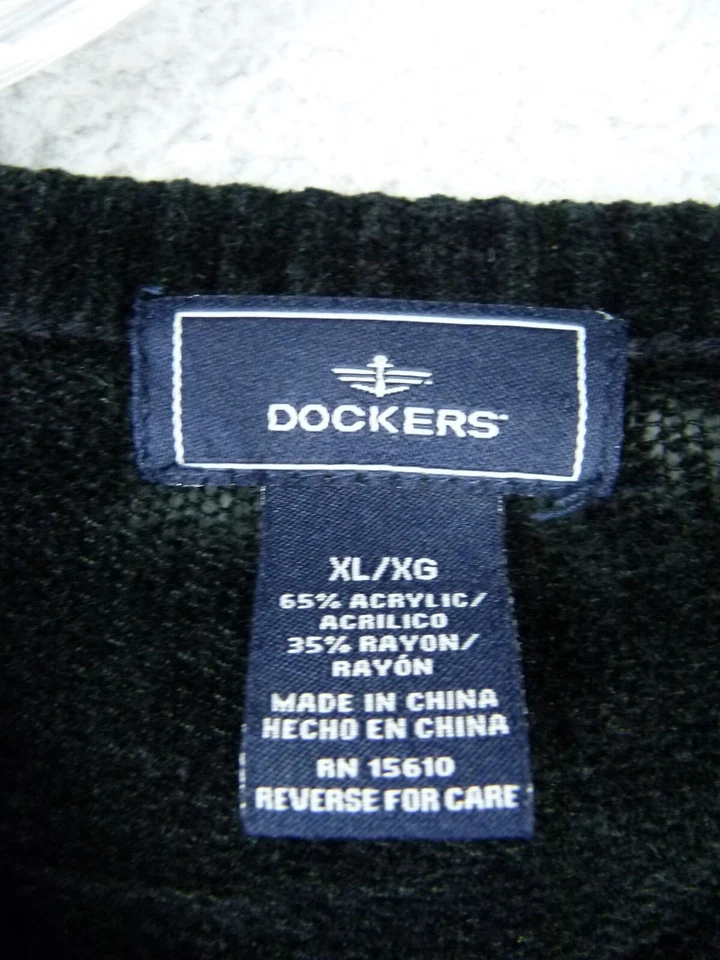 DOCKERS
XL/XG
65% ACRYLIC/
ACRILICO
35% RAYON/
RAYÓN
MADE IN CHINA
HECHO EN CHINA
RN 15610
REVERSE FOR CARE